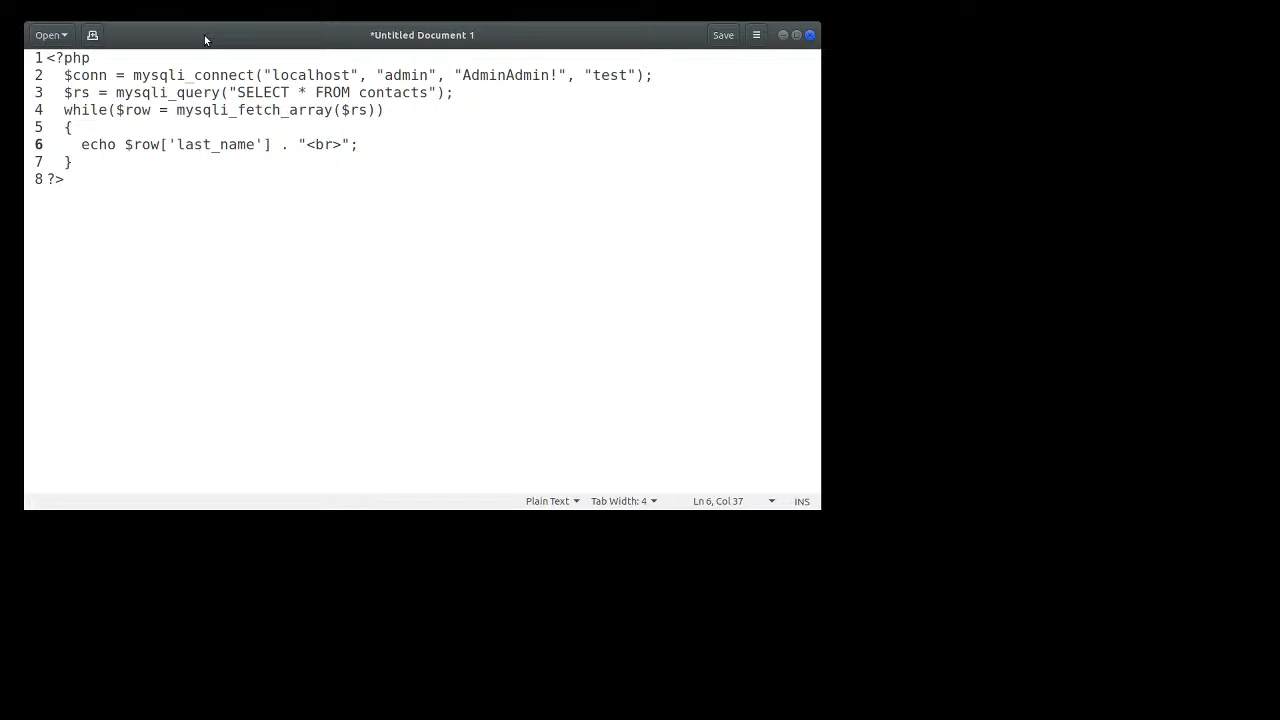 Open
*Untitled Document 1
Save
1 <?php
2   $conn = mysqli_connect("localhost", "admin", "AdminAdmin!", "test");
3   $rs = mysqli_query("SELECT * FROM contacts");
4   while($row = mysqli_fetch_array($rs))
5   {
6     echo $row['last_name'] . "<br>";
7   }
8 ?>
Plain Text Tab Width: 4 Ln 6, Col 37 INS